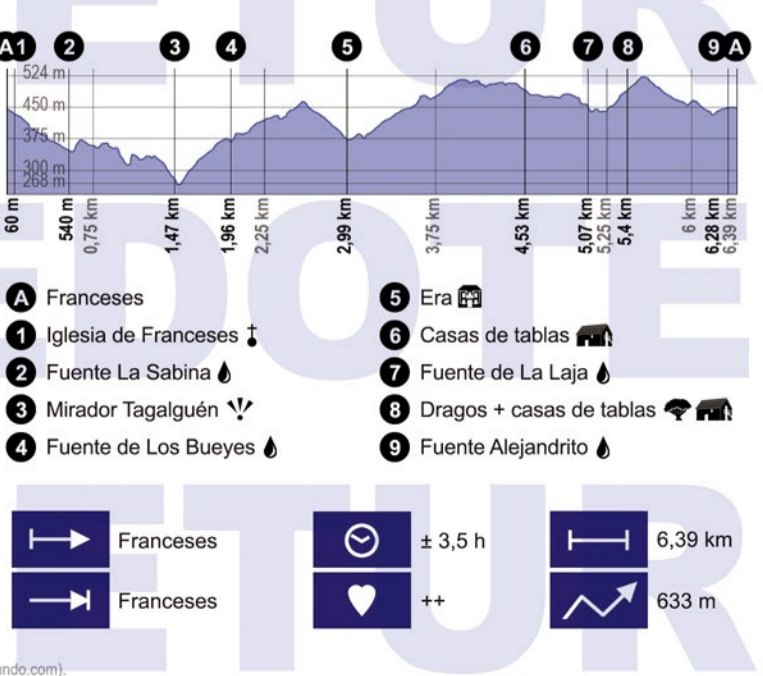 A 1 2 3 4 5 6 7 8 9 A
524 m
450 m
375 m
300 m
268 m
60 m 540 m 0,75 km 1,47 km 1,96 km 2,25 km 2,99 km 3,75 km 4,53 km 5,07 km 5,25 km 5,4 km 6 km 6,28 km 6,39 km
A Franceses
1 Iglesia de Franceses
2 Fuente La Sabina
3 Mirador Tagalguén
4 Fuente de Los Bueyes
5 Era
6 Casas de tablas
7 Fuente de La Laja
8 Dragos + casas de tablas
9 Fuente Alejandrito
Franceses ± 3,5 h 6,39 km
Franceses ++ 633 m
undo.com).
ETUR
EDOTE
ETUR